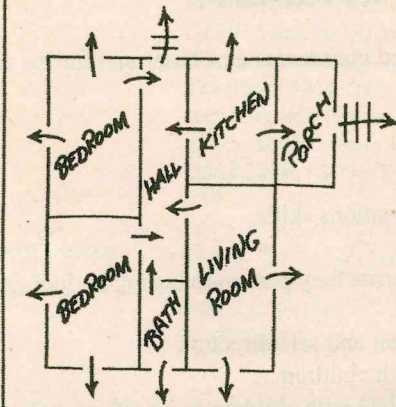 BEDROOM
HALL
KITCHEN
PORCH
BEDROOM
BATH
LIVING
ROOM